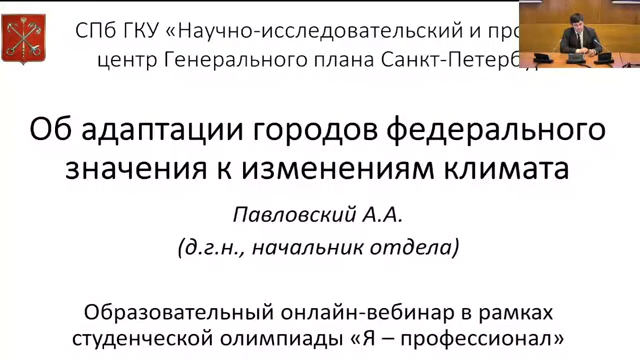 СПб ГКУ «Научно-исследовательский и
центр Генерального плана Санкт-Петербу
Об адаптации городов федерального
значения к изменениям климата
Павловский А.А.
(д.г.н., начальник отдела)
Образовательный онлайн-вебинар в рамках
студенческой олимпиады «Я – профессионал»